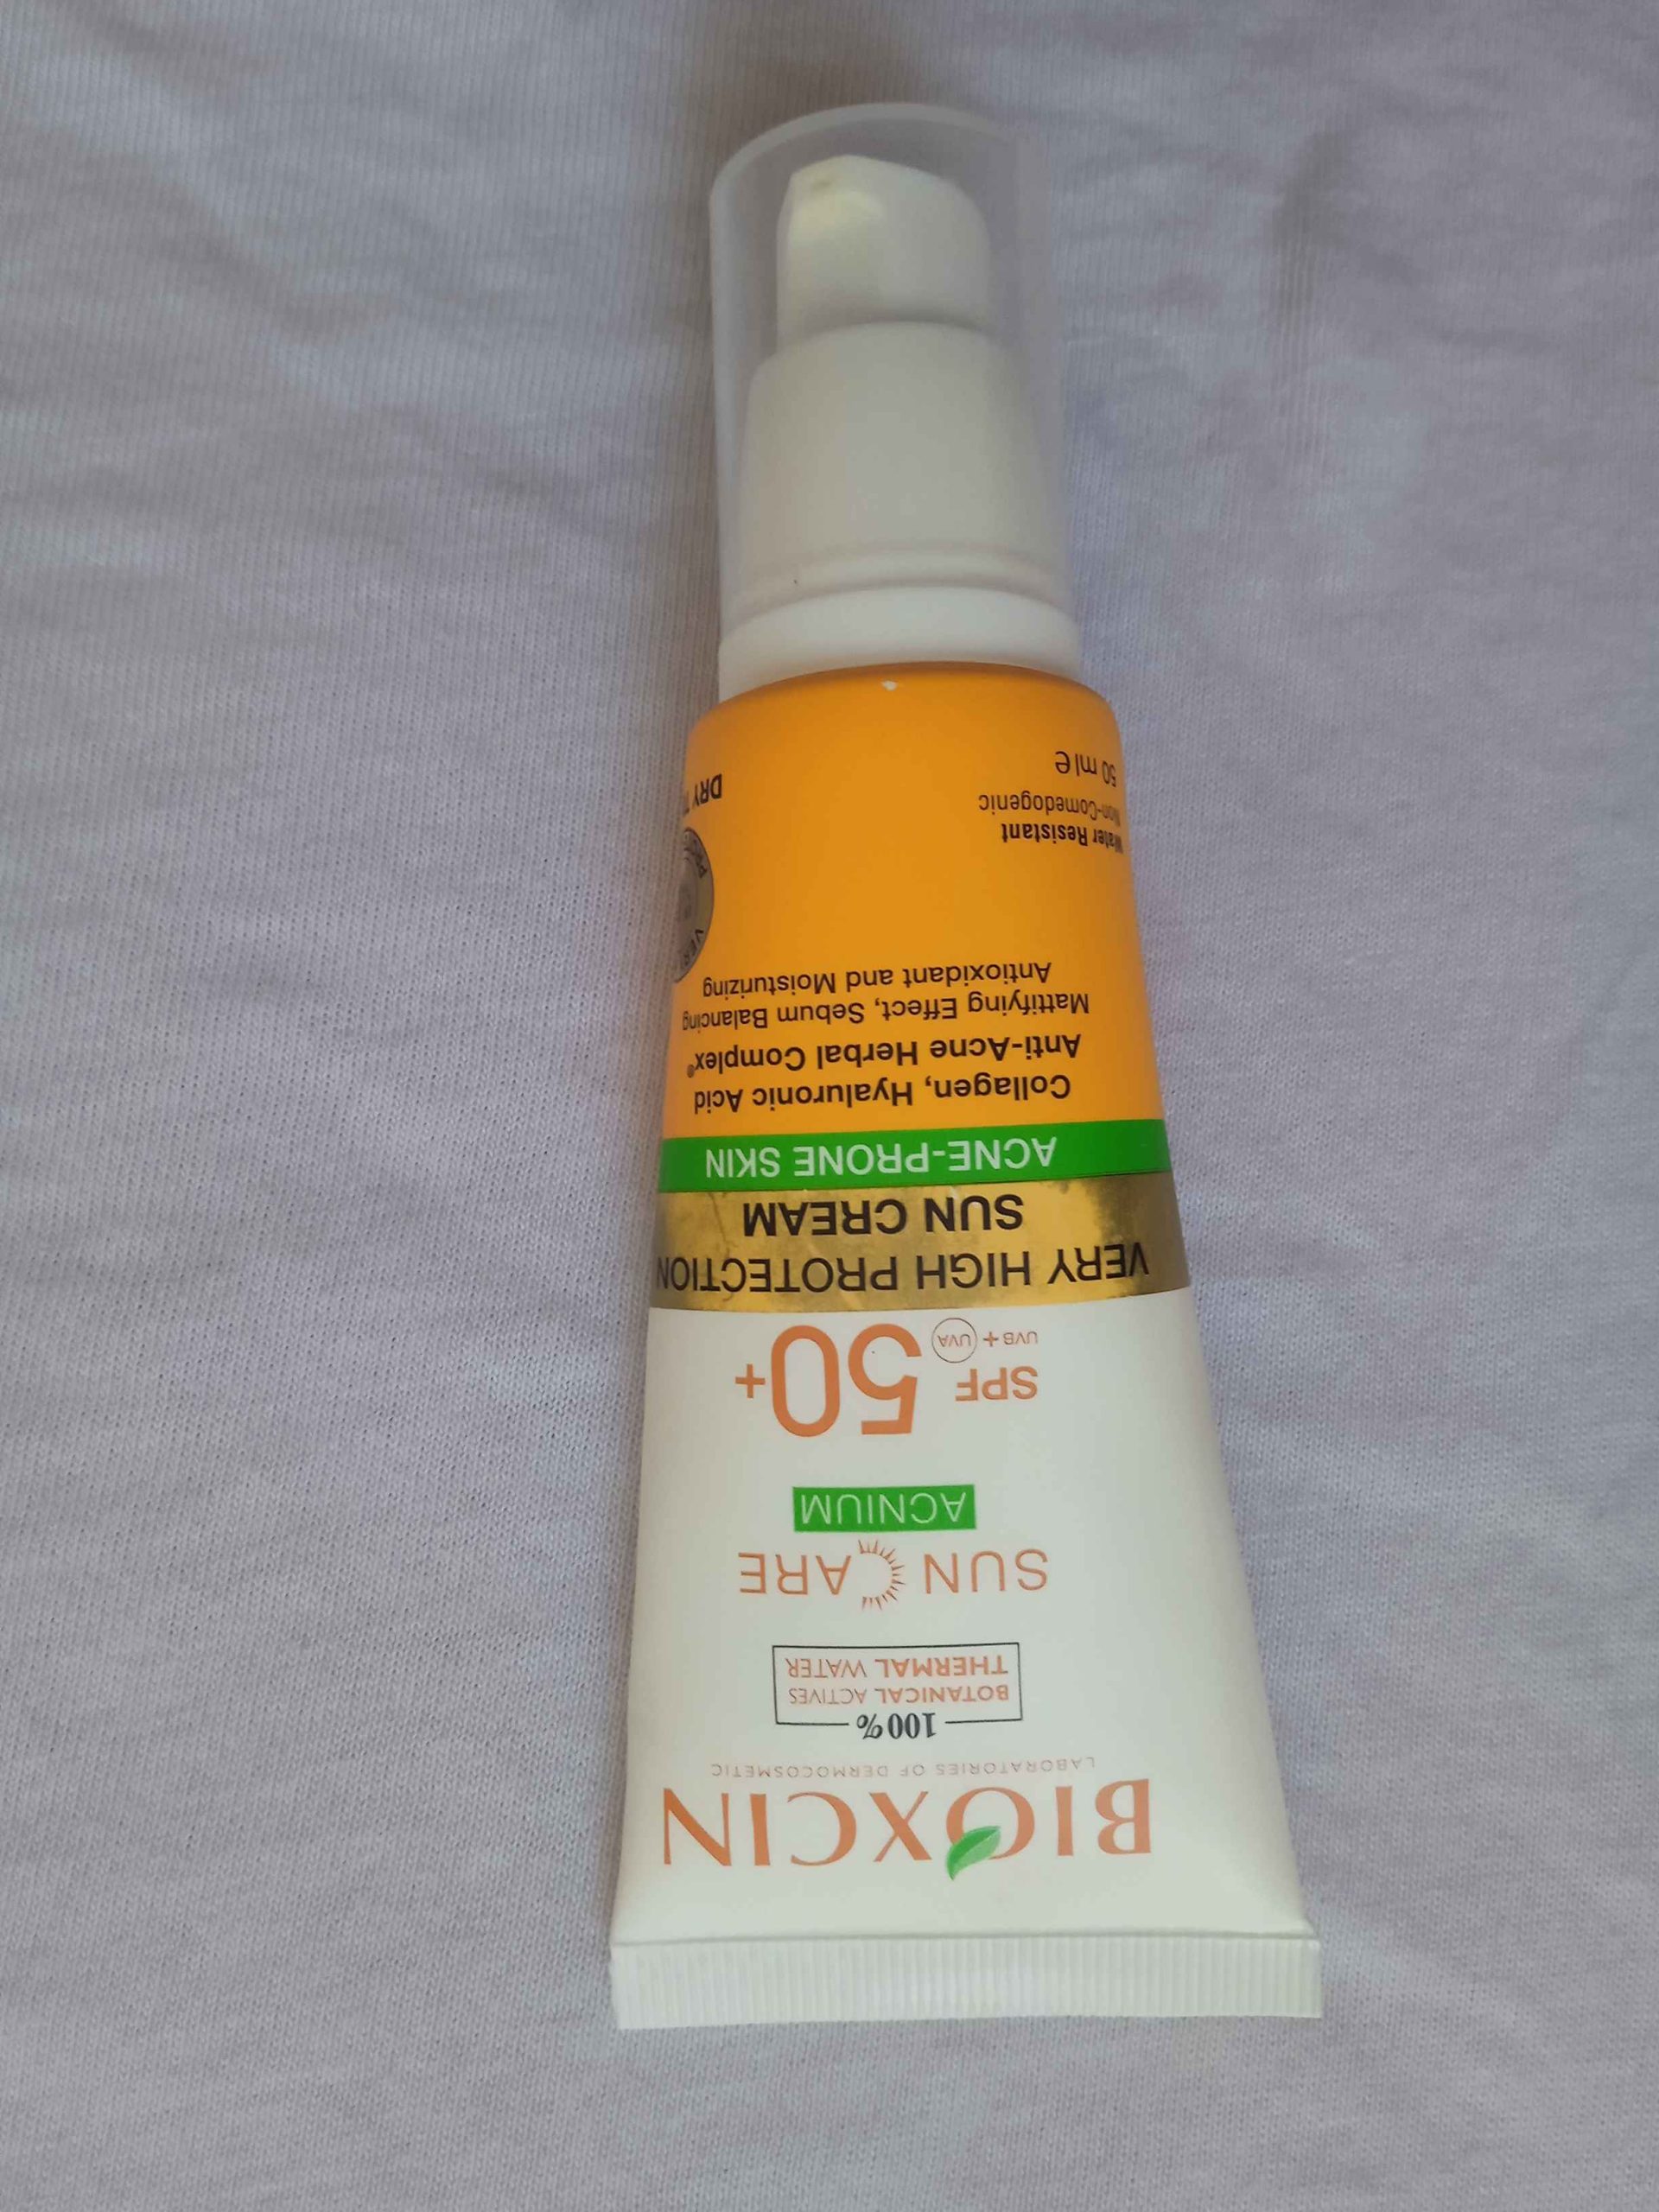 BIOXCIN
LABORATORIES OF DERMOCOSMETIC
100%
BOTANICAL ACTIVES
THERMAL WATER
SUN CARE
ACNIUM
SPF 50+
UVB + UVA
VERY HIGH PROTECTION
SUN CREAM
ACNE-PRONE SKIN
Collagen, Hyaluronic Acid
Anti-Acne Herbal Complex®
Mattifying Effect, Sebum Balancing
Antioxidant and Moisturizing
Water Resistant
Non-Comedogenic
50 ml e
DRY